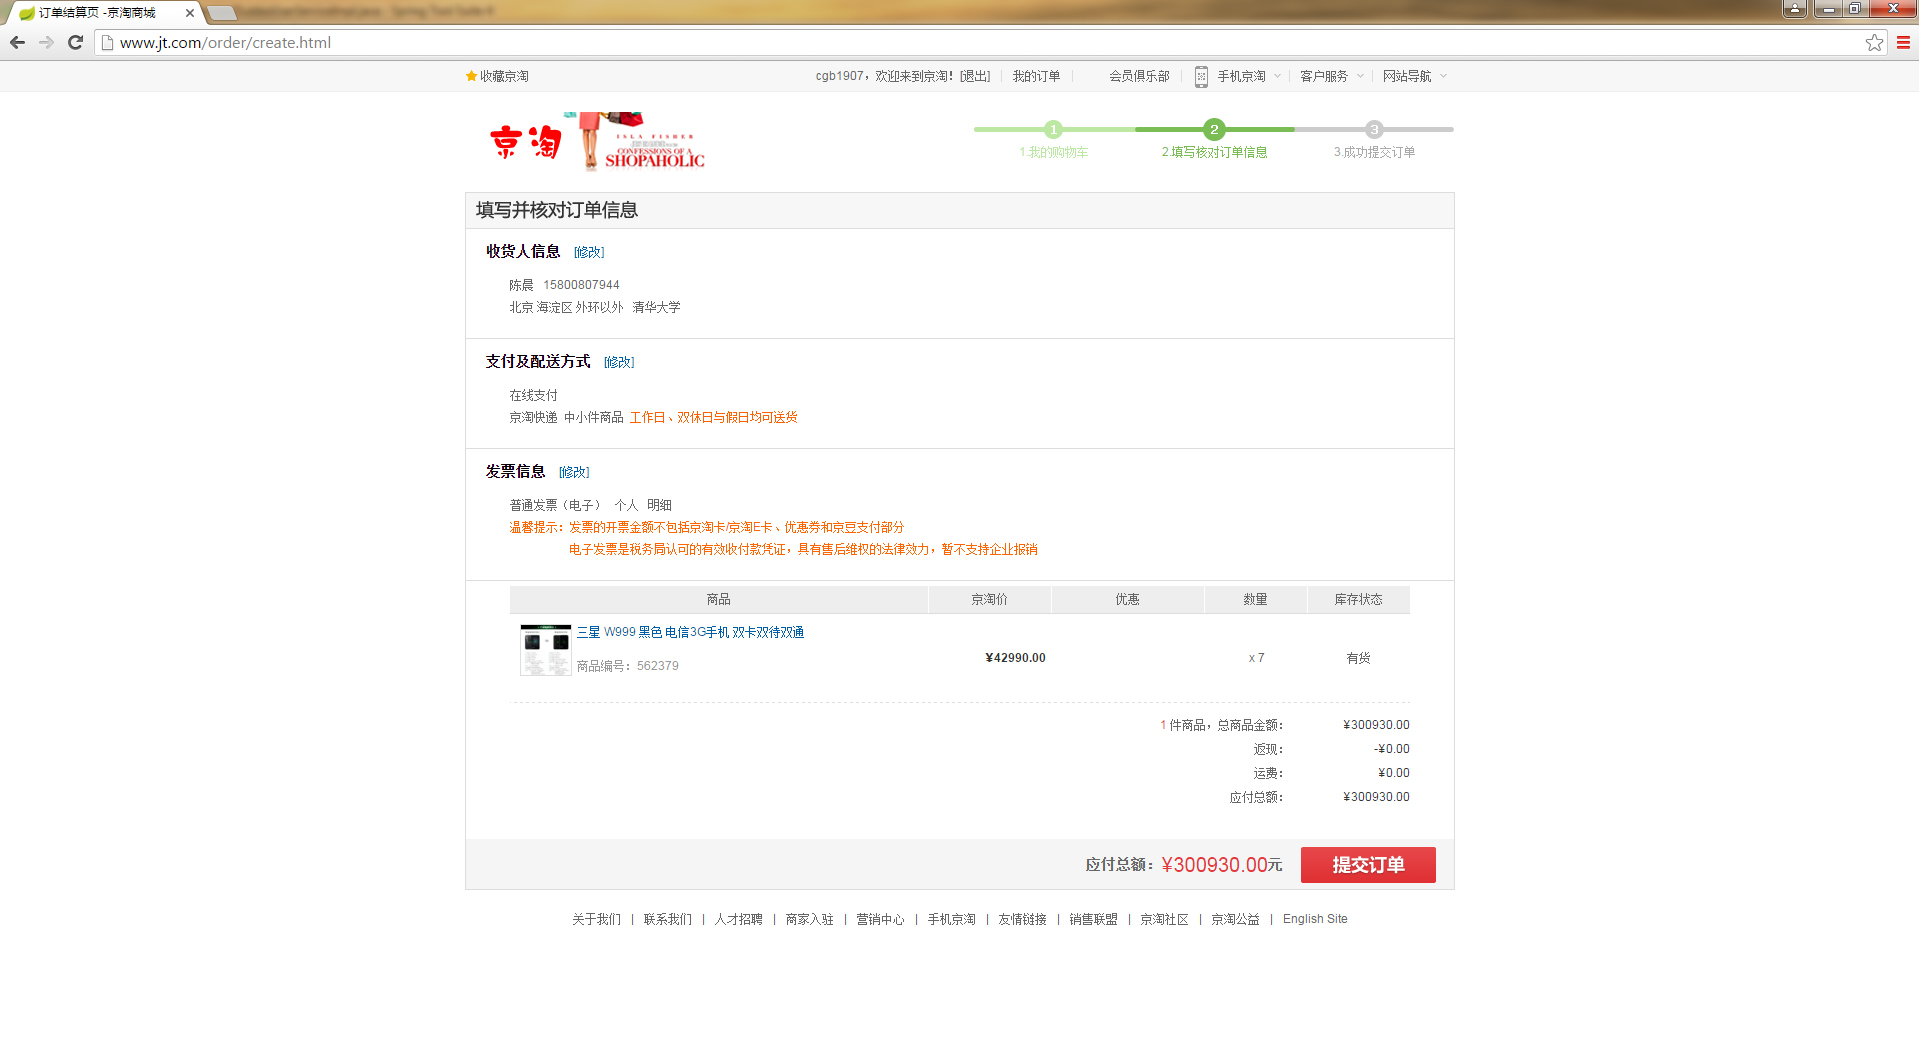 订单结算页 -京淘商城
www.jt.com/order/create.html
收藏京淘
cgb1907，欢迎来到京淘！[退出] 我的订单 会员俱乐部 手机京淘 客户服务 网站导航
京淘
ISLA FISHER
CONFESSIONS OF A
SHOPAHOLIC
1 2 3
1.我的购物车 2.填写核对订单信息 3.成功提交订单
填写并核对订单信息
收货人信息 [修改]
陈晨 15800807944
北京 海淀区 外环以外 清华大学
支付及配送方式 [修改]
在线支付
京淘快递 中小件商品 工作日、双休日与假日均可送货
发票信息 [修改]
普通发票（电子） 个人 明细
温馨提示：发票的开票金额不包括京淘卡/京淘E卡、优惠券和京豆支付部分
电子发票是税务局认可的有效收付款凭证，具有售后维权的法律效力，暂不支持企业报销
商品 京淘价 优惠 数量 库存状态
三星 W999 黑色 电信3G手机 双卡双待双通
商品编号：562379
¥42990.00 x 7 有货
1 件商品，总商品金额： ¥300930.00
返现： -¥0.00
运费： ¥0.00
应付总额： ¥300930.00
应付总额：¥300930.00元 提交订单
关于我们 | 联系我们 | 人才招聘 | 商家入驻 | 营销中心 | 手机京淘 | 友情链接 | 销售联盟 | 京淘社区 | 京淘公益 | English Site